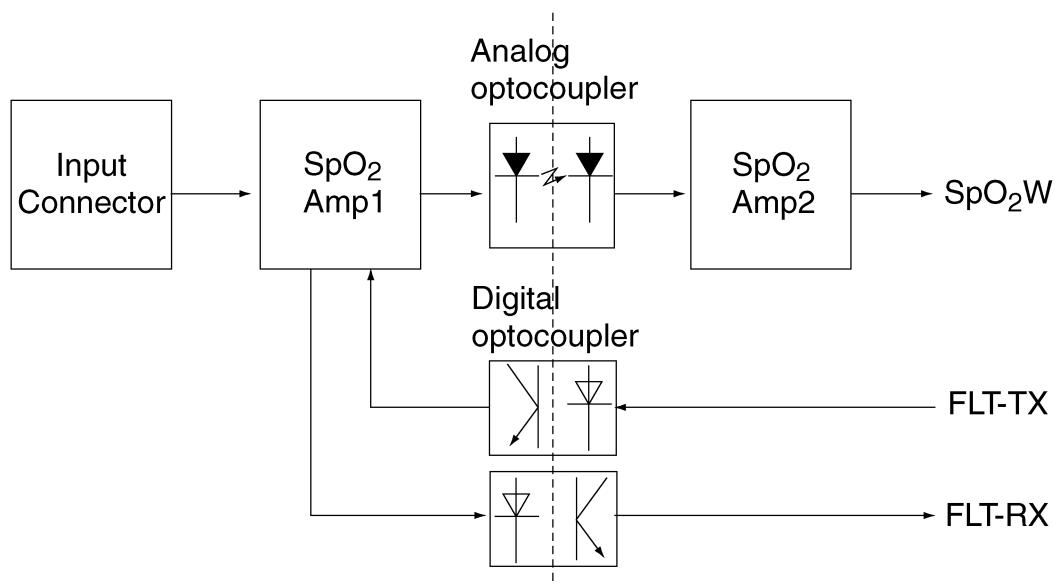 Analog
optocoupler
Input
Connector
SpO₂
Amp1
SpO₂
Amp2
SpO₂W
Digital
optocoupler
FLT-TX
FLT-RX